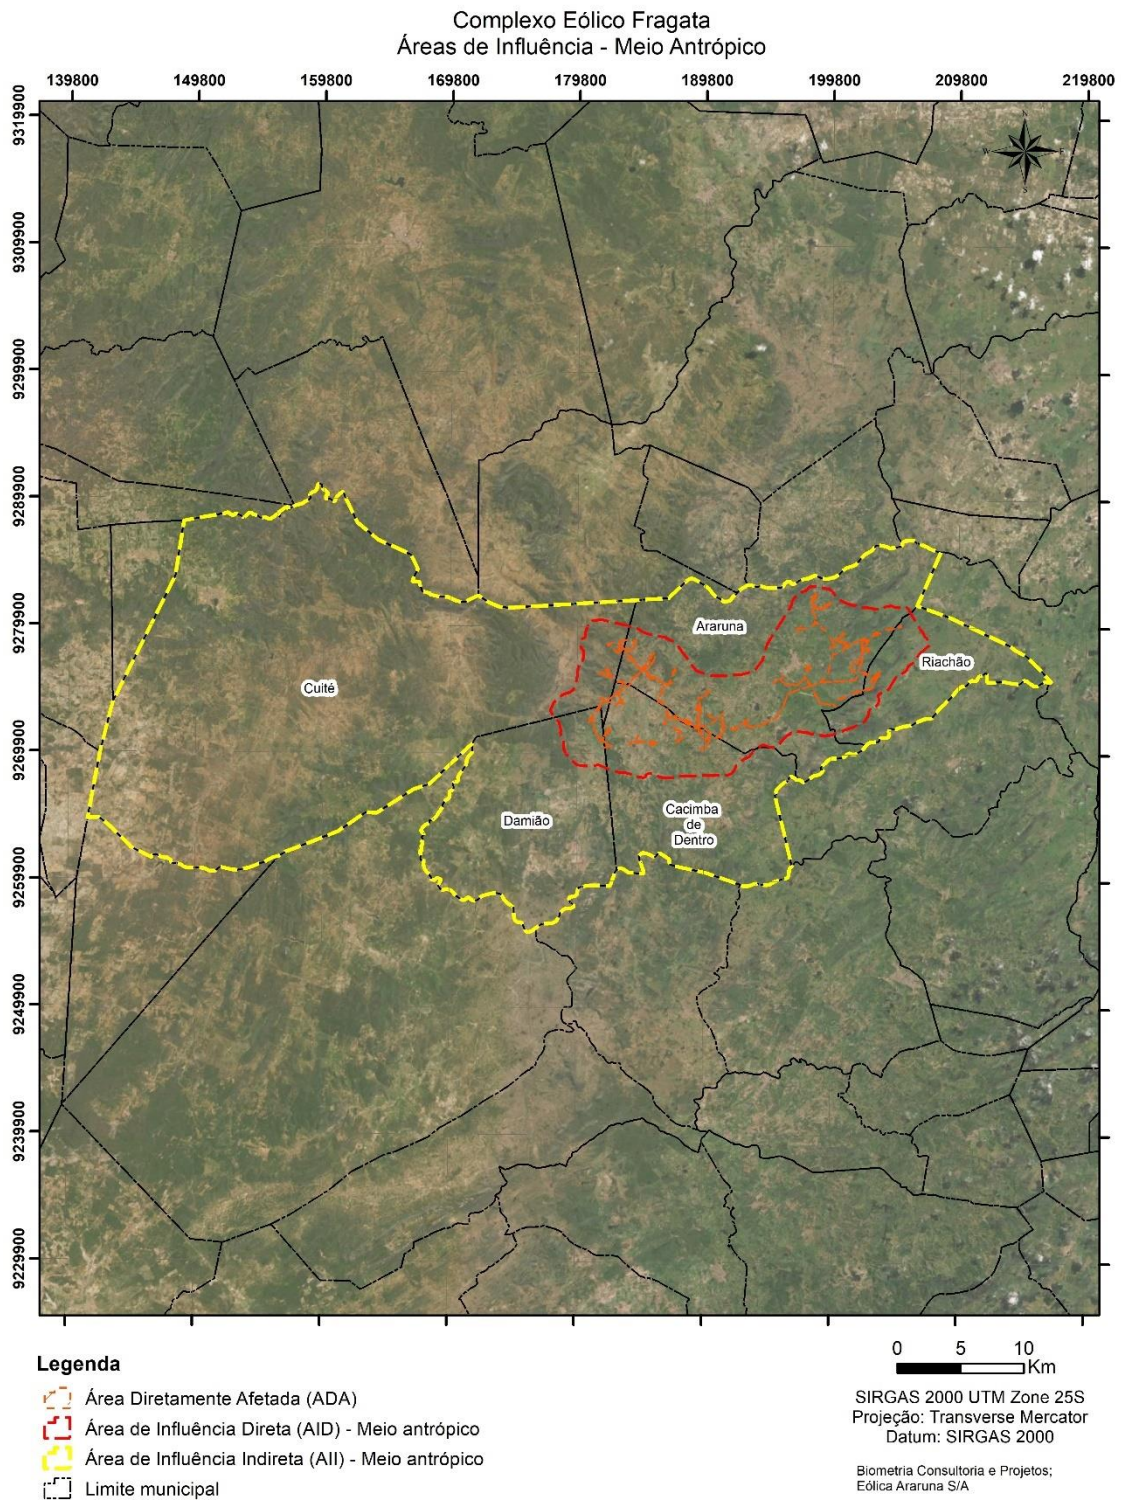 Complexo Eólico Fragata
Áreas de Influência - Meio Antrópico
139800 149800 159800 169800 179800 189800 199800 209800 219800
9319900
9309900
9299900
9289900
9279900
9269900
9259900
9249900
9239900
9229900
N
W E
S
Araruna
Riachão
Cuité
Damião
Cacimba
de
Dentro
Legenda
Área Diretamente Afetada (ADA)
Área de Influência Direta (AID) - Meio antrópico
Área de Influência Indireta (AII) - Meio antrópico
Limite municipal
0 5 10
Km
SIRGAS 2000 UTM Zone 25S
Projeção: Transverse Mercator
Datum: SIRGAS 2000
Biometria Consultoria e Projetos;
Eólica Araruna S/A